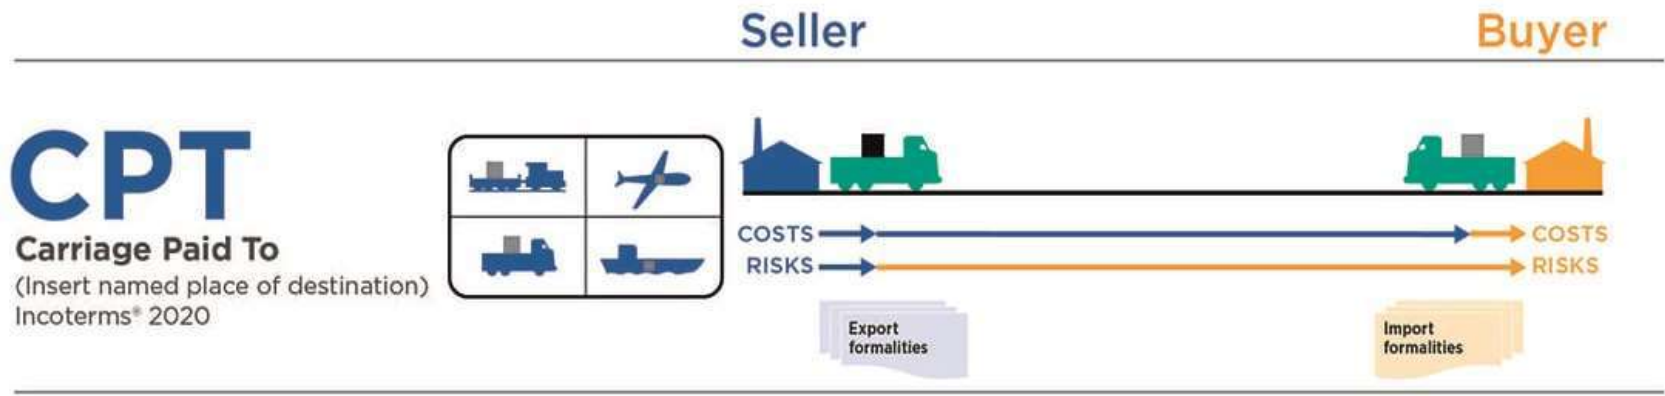 Seller
Buyer
CPT
Carriage Paid To
(Insert named place of destination)
Incoterms® 2020
COSTS
COSTS
RISKS
RISKS
Export
formalities
Import
formalities